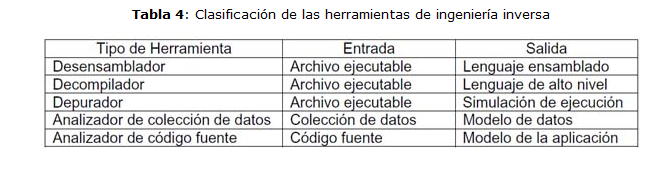 Tabla 4: Clasificación de las herramientas de ingeniería inversa
Tipo de Herramienta Entrada Salida
Desensamblador Archivo ejecutable Lenguaje ensamblado
Decompilador Archivo ejecutable Lenguaje de alto nivel
Depurador Archivo ejecutable Simulación de ejecución
Analizador de colección de datos Colección de datos Modelo de datos
Analizador de código fuente Código fuente Modelo de la aplicación